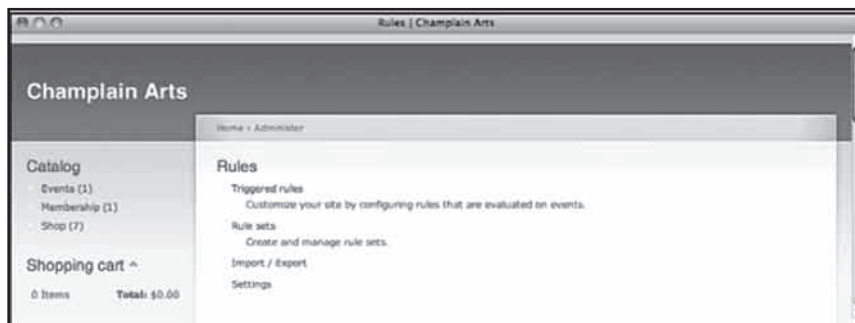 Rules | Champlain Arts
Champlain Arts
Home › Administer
Catalog
Events (1)
Membership (1)
Shop (7)
Shopping cart ^
0 Items Total: $0.00
Rules
Triggered rules
Customize your site by configuring rules that are evaluated on events.
Rule sets
Create and manage rule sets.
Import / Export
Settings